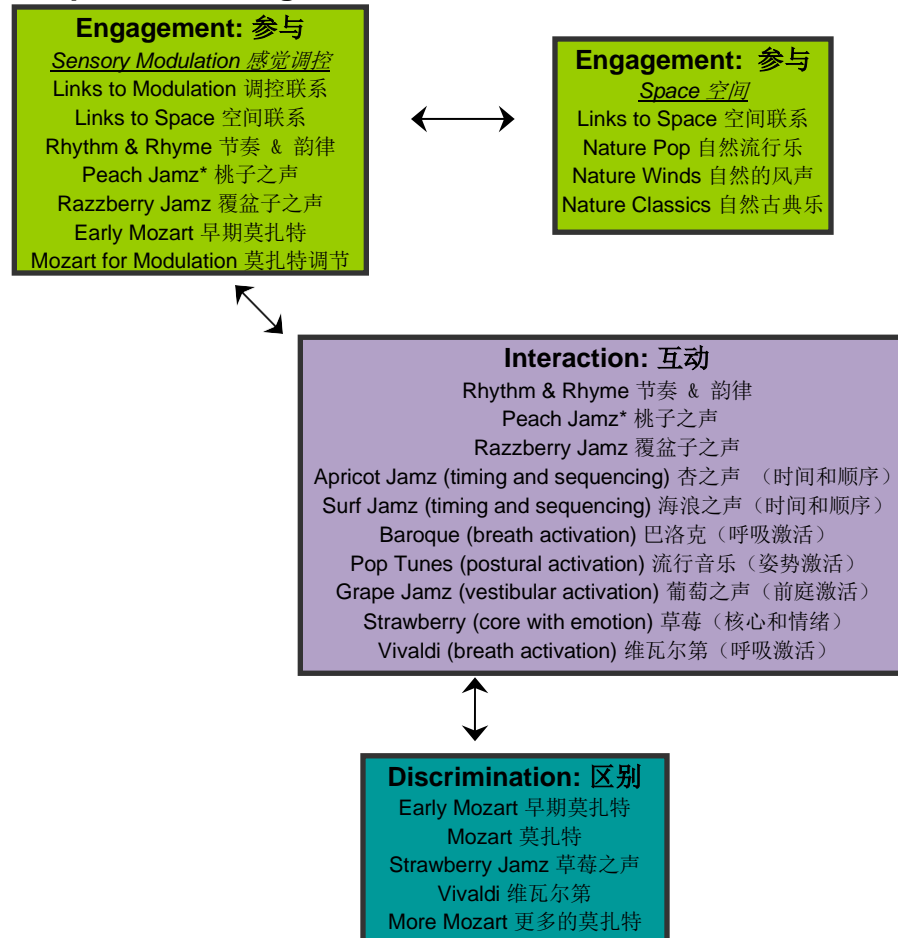 Engagement: 参与
Sensory Modulation 感觉调控
Links to Modulation 调控联系
Links to Space 空间联系
Rhythm & Rhyme 节奏 & 韵律
Peach Jamz* 桃子之声
Razzberry Jamz 覆盆子之声
Early Mozart 早期莫扎特
Mozart for Modulation 莫扎特调节
Engagement: 参与
Space 空间
Links to Space 空间联系
Nature Pop 自然流行乐
Nature Winds 自然的风声
Nature Classics 自然古典乐
Interaction: 互动
Rhythm & Rhyme 节奏 & 韵律
Peach Jamz* 桃子之声
Razzberry Jamz 覆盆子之声
Apricot Jamz (timing and sequencing) 杏之声 （时间和顺序）
Surf Jamz (timing and sequencing) 海浪之声（时间和顺序）
Baroque (breath activation) 巴洛克（呼吸激活）
Pop Tunes (postural activation) 流行音乐（姿势激活）
Grape Jamz (vestibular activation) 葡萄之声（前庭激活）
Strawberry (core with emotion) 草莓（核心和情绪）
Vivaldi (breath activation) 维瓦尔第（呼吸激活）
Discrimination: 区别
Early Mozart 早期莫扎特
Mozart 莫扎特
Strawberry Jamz 草莓之声
Vivaldi 维瓦尔第
More Mozart 更多的莫扎特